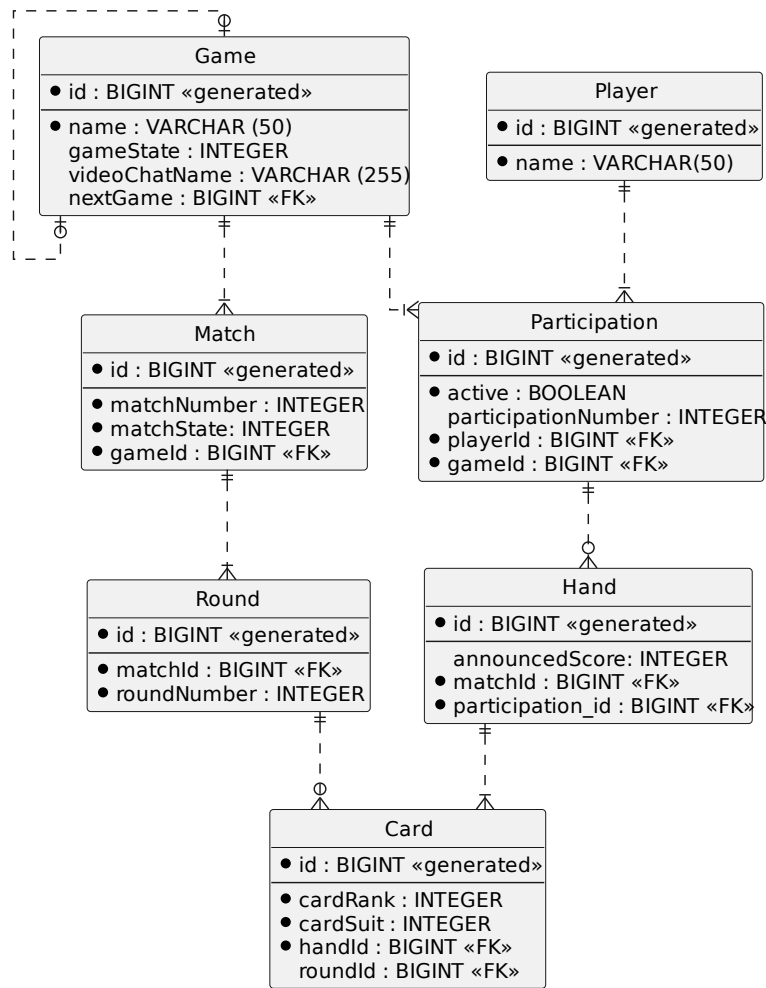 Game
id : BIGINT «generated»
name : VARCHAR (50)
gameState : INTEGER
videoChatName : VARCHAR (255)
nextGame : BIGINT «FK»
Player
id : BIGINT «generated»
name : VARCHAR(50)
Match
id : BIGINT «generated»
matchNumber : INTEGER
matchState: INTEGER
gameId : BIGINT «FK»
Participation
id : BIGINT «generated»
active : BOOLEAN
participationNumber : INTEGER
playerId : BIGINT «FK»
gameId : BIGINT «FK»
Round
id : BIGINT «generated»
matchId : BIGINT «FK»
roundNumber : INTEGER
Hand
id : BIGINT «generated»
announcedScore: INTEGER
matchId : BIGINT «FK»
participation_id : BIGINT «FK»
Card
id : BIGINT «generated»
cardRank : INTEGER
cardSuit : INTEGER
handId : BIGINT «FK»
roundId : BIGINT «FK»